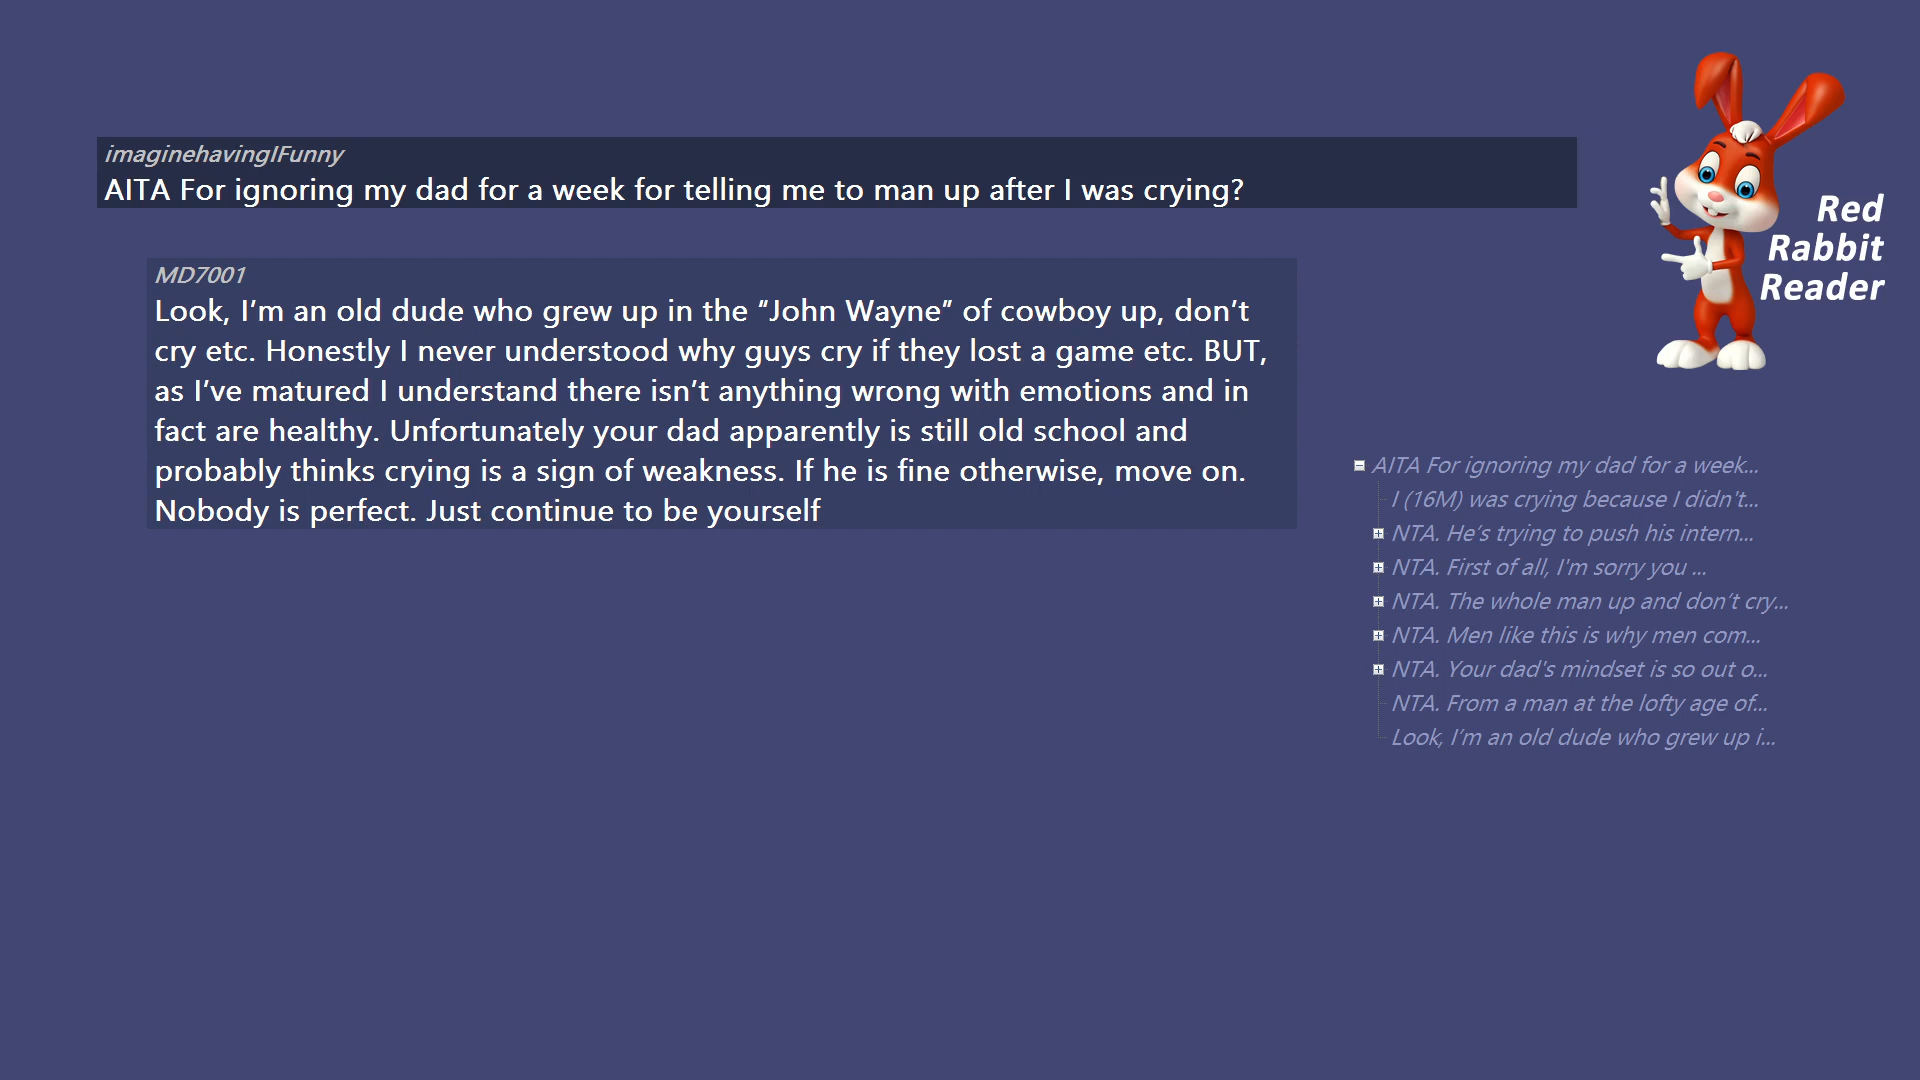 imaginehavingIFunny
AITA For ignoring my dad for a week for telling me to man up after I was crying?
MD7001
Look, I’m an old dude who grew up in the “John Wayne” of cowboy up, don’t
cry etc. Honestly I never understood why guys cry if they lost a game etc. BUT,
as I’ve matured I understand there isn’t anything wrong with emotions and in
fact are healthy. Unfortunately your dad apparently is still old school and
probably thinks crying is a sign of weakness. If he is fine otherwise, move on.
Nobody is perfect. Just continue to be yourself
Red
Rabbit
Reader
AITA For ignoring my dad for a week...
I (16M) was crying because I didn't...
NTA. He’s trying to push his intern...
NTA. First of all, I'm sorry you ...
NTA. The whole man up and don’t cry...
NTA. Men like this is why men com...
NTA. Your dad's mindset is so out o...
NTA. From a man at the lofty age of...
Look, I’m an old dude who grew up i...